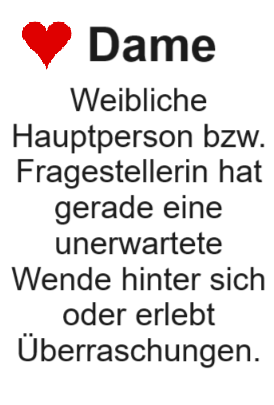 Dame
Weibliche
Hauptperson bzw.
Fragestellerin hat
gerade eine
unerwartete
Wende hinter sich
oder erlebt
Überraschungen.